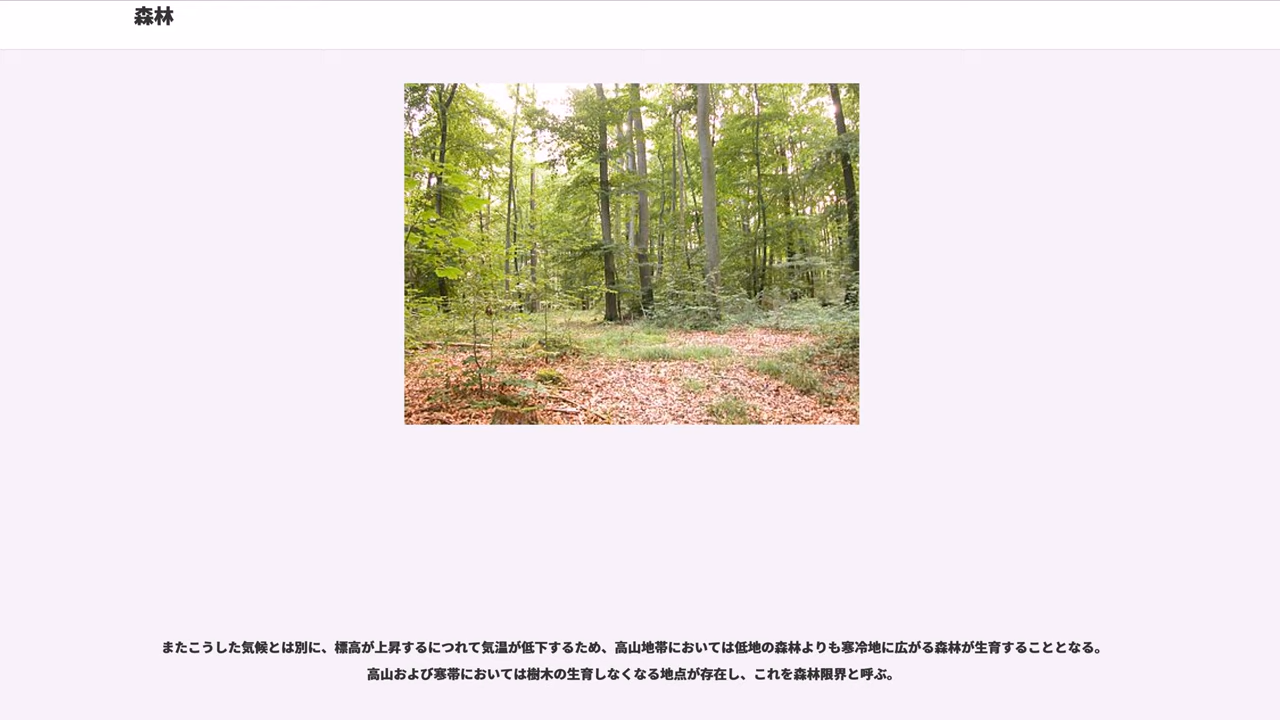 森林
またこうした気候とは別に、標高が上昇するにつれて気温が低下するため、高山地帯においては低地の森林よりも寒冷地に広がる森林が生育することとなる。
高山および寒帯においては樹木の生育しなくなる地点が存在し、これを森林限界と呼ぶ。